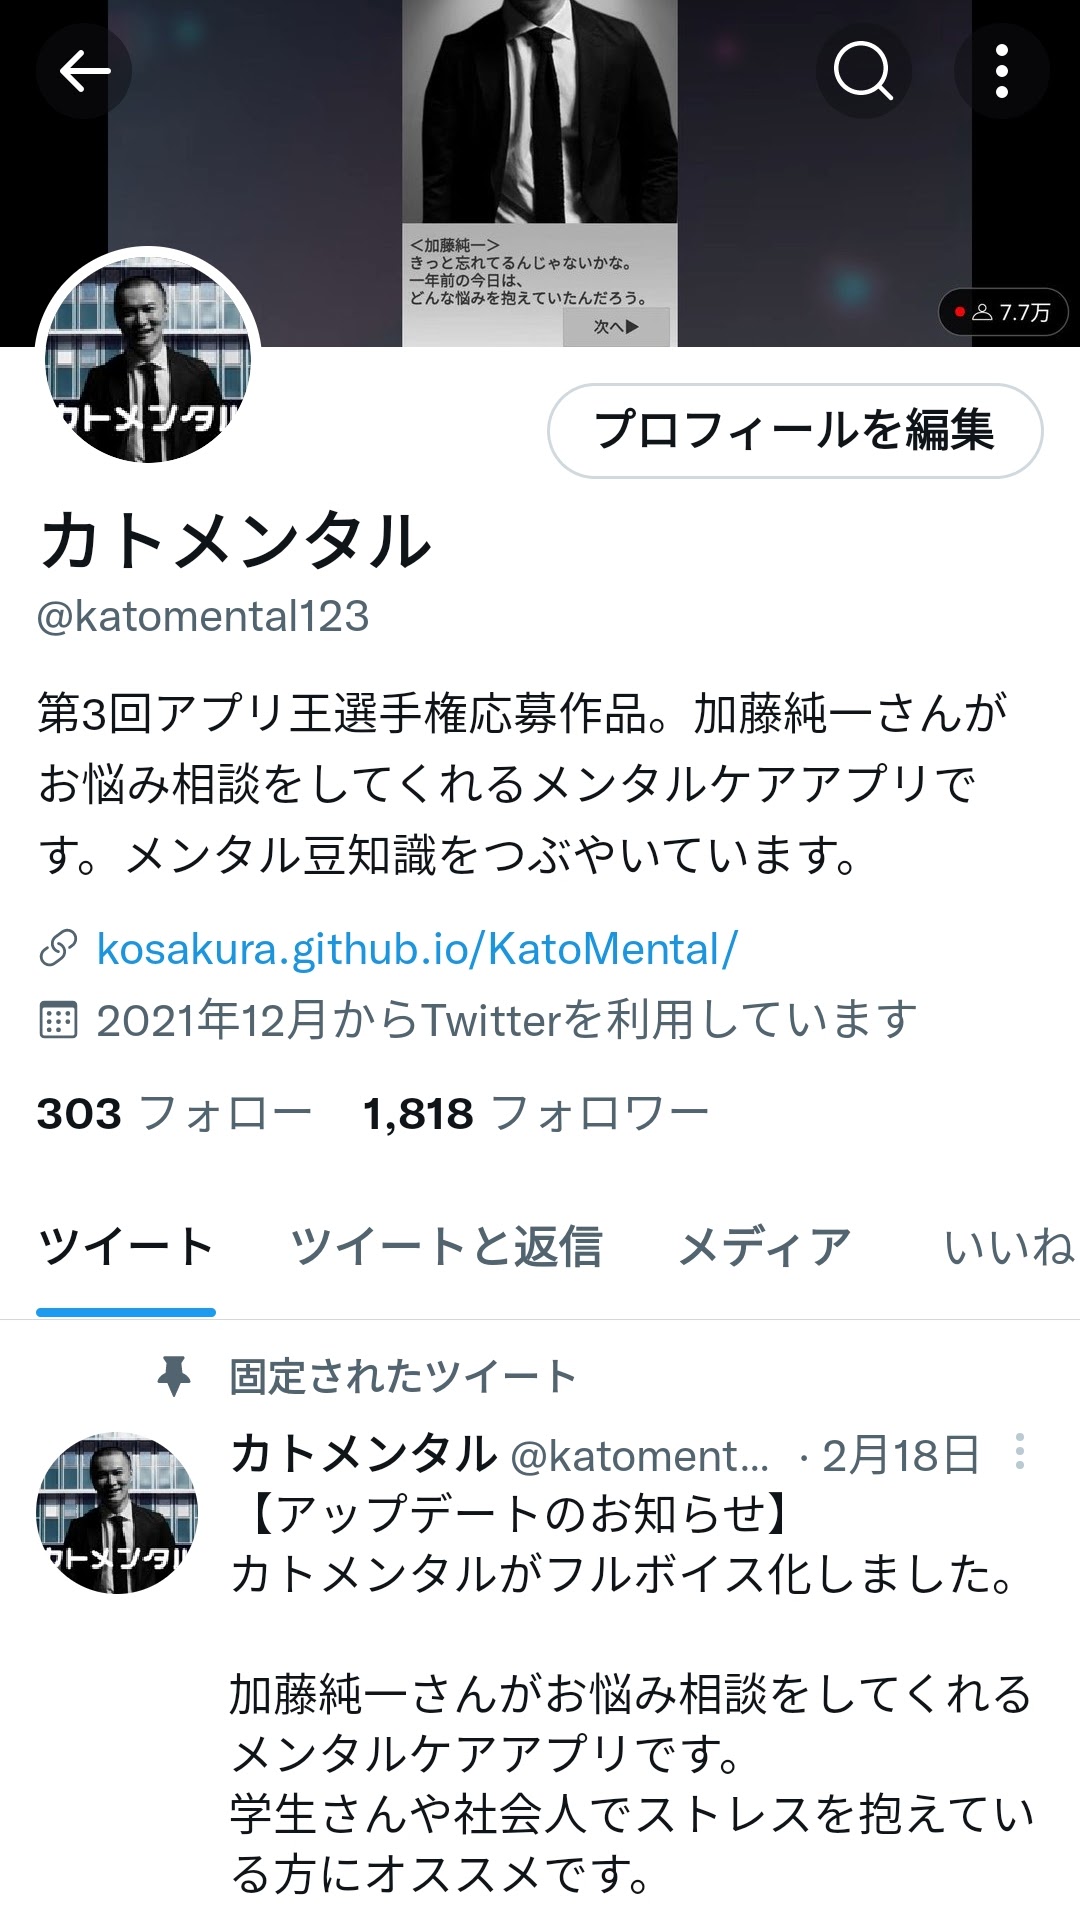 ＜加藤純一＞
きっと忘れてるんじゃないかな。
一年前の今日は、
どんな悩みを抱えていたんだろう。
次へ▶
7.7万
カトメンタル
プロフィールを編集
カトメンタル
@katomental123
第3回アプリ王選手権応募作品。加藤純一さんが
お悩み相談をしてくれるメンタルケアアプリで
す。メンタル豆知識をつぶやいています。
kosakura.github.io/KatoMental/
2021年12月からTwitterを利用しています
303 フォロー 1,818 フォロワー
ツイート ツイートと返信 メディア いいね
固定されたツイート
カトメンタル @katoment... · 2月18日
カトメンタル
【アップデートのお知らせ】
カトメンタルがフルボイス化しました。
加藤純一さんがお悩み相談をしてくれる
メンタルケアアプリです。
学生さんや社会人でストレスを抱えてい
る方にオススメです。